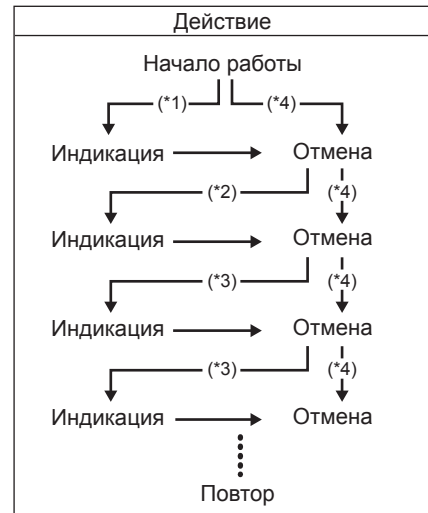 Действие
Начало работы
(*1) (*4)
Индикация Отмена
(*2) (*4)
Индикация Отмена
(*3) (*4)
Индикация Отмена
(*3) (*4)
Индикация Отмена
Повтор